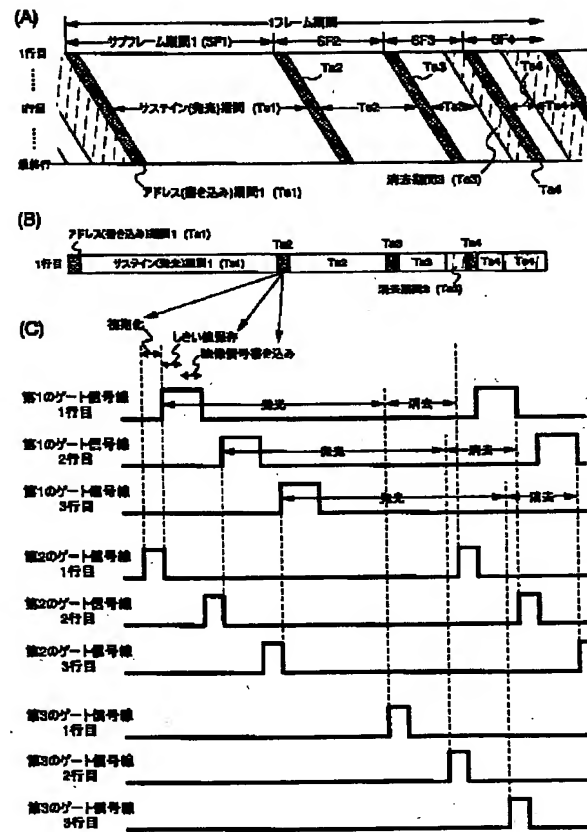 (A)
1フレーム期間
サブフレーム期間1 (SF1)
SF2
SF3
SF4
1行目
Ta2
Ta3
Ts4
Ta4
i行目
サステイン(発光)期間 (Ts1)
Ts2
Ts3
Ts4
最終行
アドレス(書き込み)期間1 (Ta1)
消去期間3 (Te3)
Ta4
(B)
アドレス(書き込み)期間1 (Ta1)
Ta2
Ta3
Ta4
1行目
サステイン(発光)期間1 (Ts1)
Ts2
Ts3
Ts4
消去期間3 (Te3)
(C)
初期化
しきい値保存
映像信号書き込み
第1のゲート信号線
1行目
発光
消去
第1のゲート信号線
2行目
発光
消去
第1のゲート信号線
3行目
発光
消去
第2のゲート信号線
1行目
第2のゲート信号線
2行目
第2のゲート信号線
3行目
第3のゲート信号線
1行目
第3のゲート信号線
2行目
第3のゲート信号線
3行目